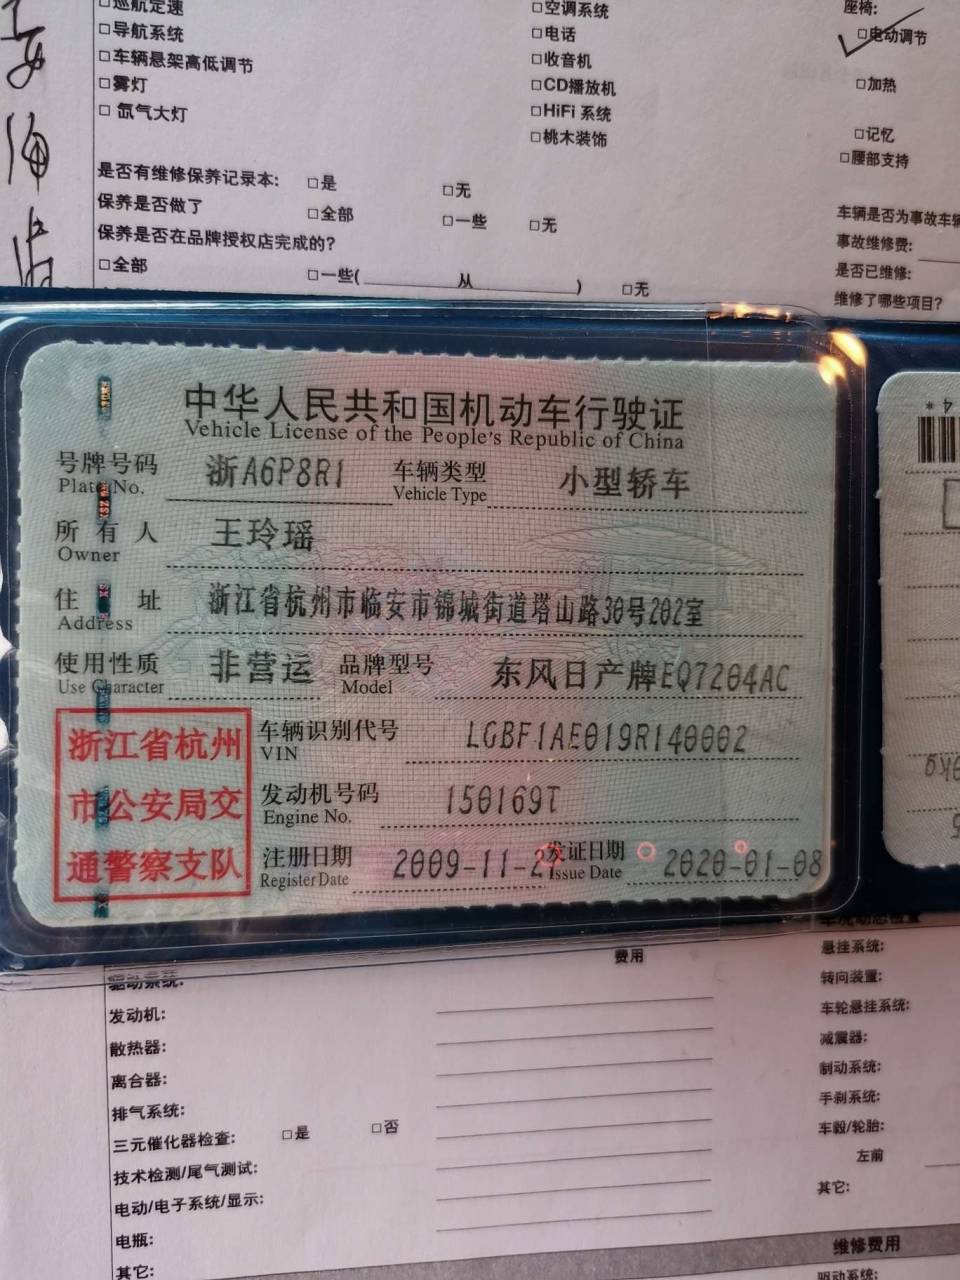 □巡航定速
□导航系统
□车辆悬架高低调节
□雾灯
□ 氙气大灯
□空调系统
□电话
□收音机
□CD播放机
□HiFi 系统
□桃木装饰
座椅:
□电动调节
□加热
□记忆
□腰部支持
是否有维修保养记录本: □是 □无
保养是否做了 □全部 □一些 □无
保养是否在品牌授权店完成的?
□全部 □一些( 从 ) □无
车辆是否为事故车辆
事故维修费:
是否已维修:
维修了哪些项目?
中华人民共和国机动车行驶证
Vehicle License of the People's Republic of China
号牌号码 浙A6P8R1 车辆类型 小型轿车
Plate No. Vehicle Type
所有人 王玲瑶
Owner
住址 浙江省杭州市临安市锦城街道塔山路30号202室
Address
使用性质 非营运 品牌型号 东风日产牌EQ7204AC
Use Character Model
浙江省杭州
市公安局交
通警察支队
车辆识别代号 LGBF1AE019R140002
VIN
发动机号码 150169T
Engine No.
注册日期 2009-11-27 发证日期 2020-01-08
Register Date Issue Date
费用
驱动系统:
发动机:
散热器:
离合器:
排气系统:
三元催化器检查: □是 □否
技术检测/尾气测试:
电动/电子系统/显示:
电瓶:
其它:
悬挂系统:
转向装置:
车轮悬挂系统:
减震器:
制动系统:
手刹系统:
车毂/轮胎:
左前
其它:
维修费用
驱动系统: